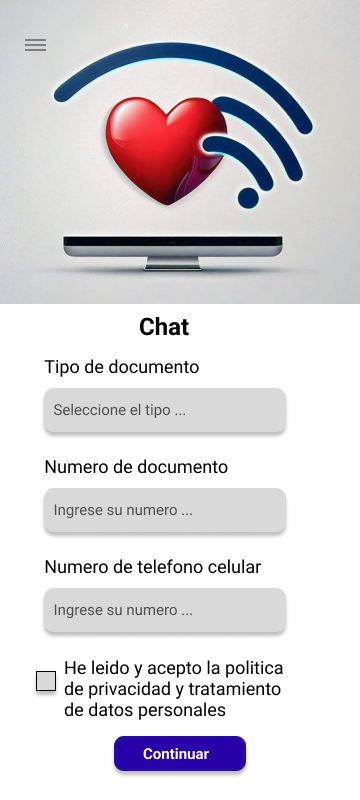 Chat
Tipo de documento
Seleccione el tipo ...
Numero de documento
Ingrese su numero ...
Numero de telefono celular
Ingrese su numero ...
He leido y acepto la politica
de privacidad y tratamiento
de datos personales
Continuar